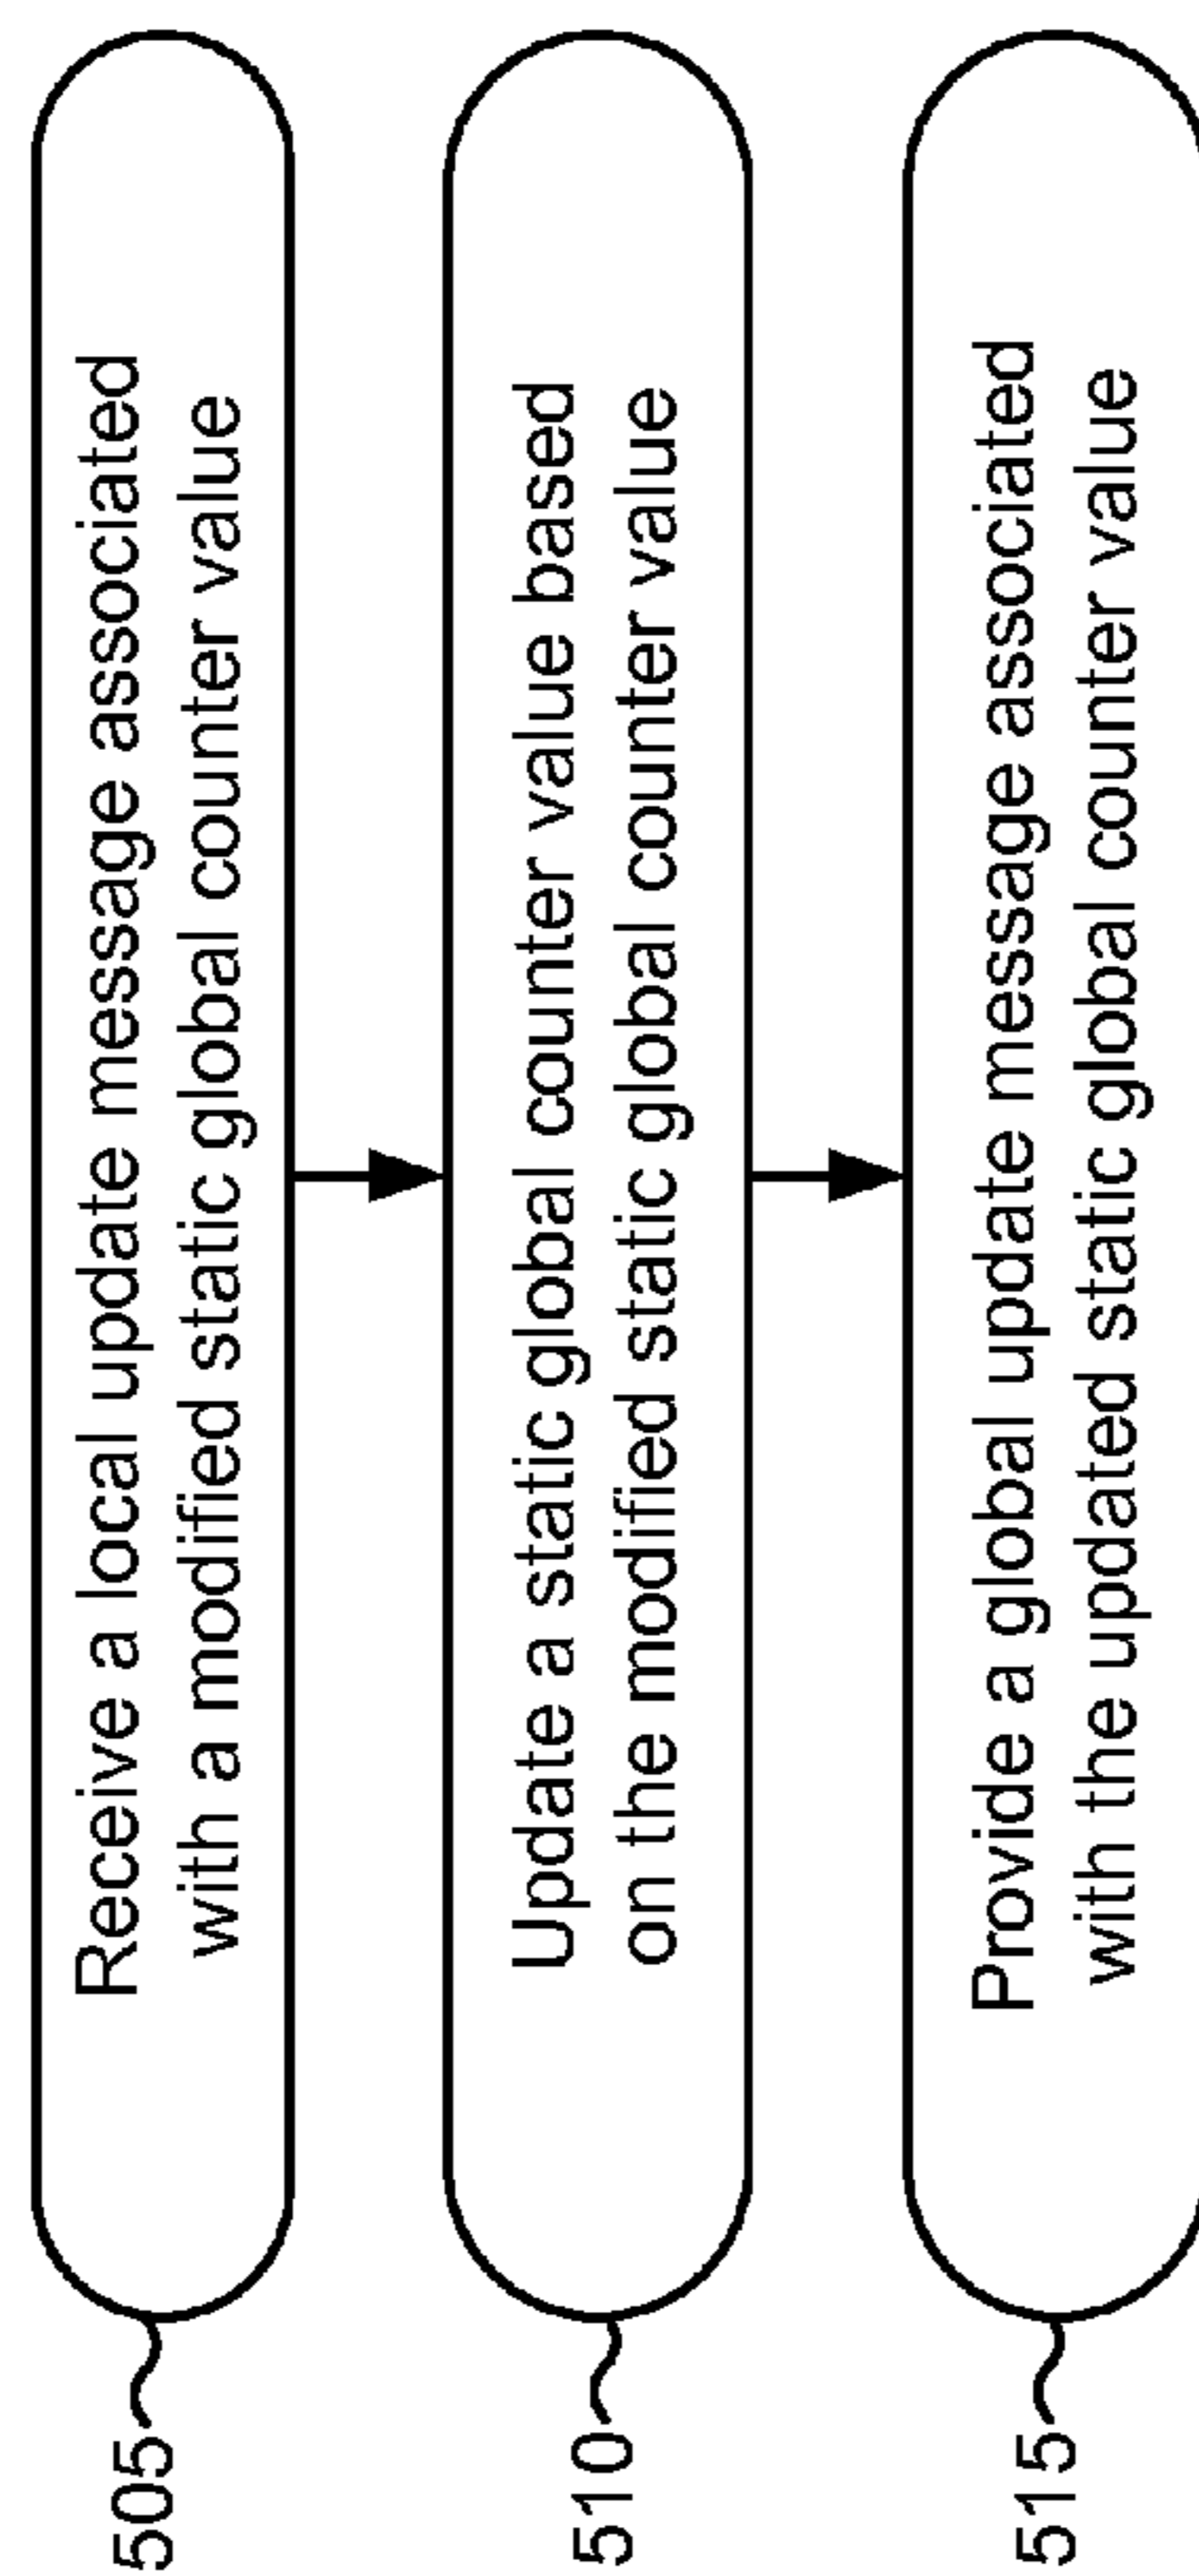 505
Receive a local update message associated
with a modified static global counter value
510
Update a static global counter value based
on the modified static global counter value
515
Provide a global update message associated
with the updated static global counter value